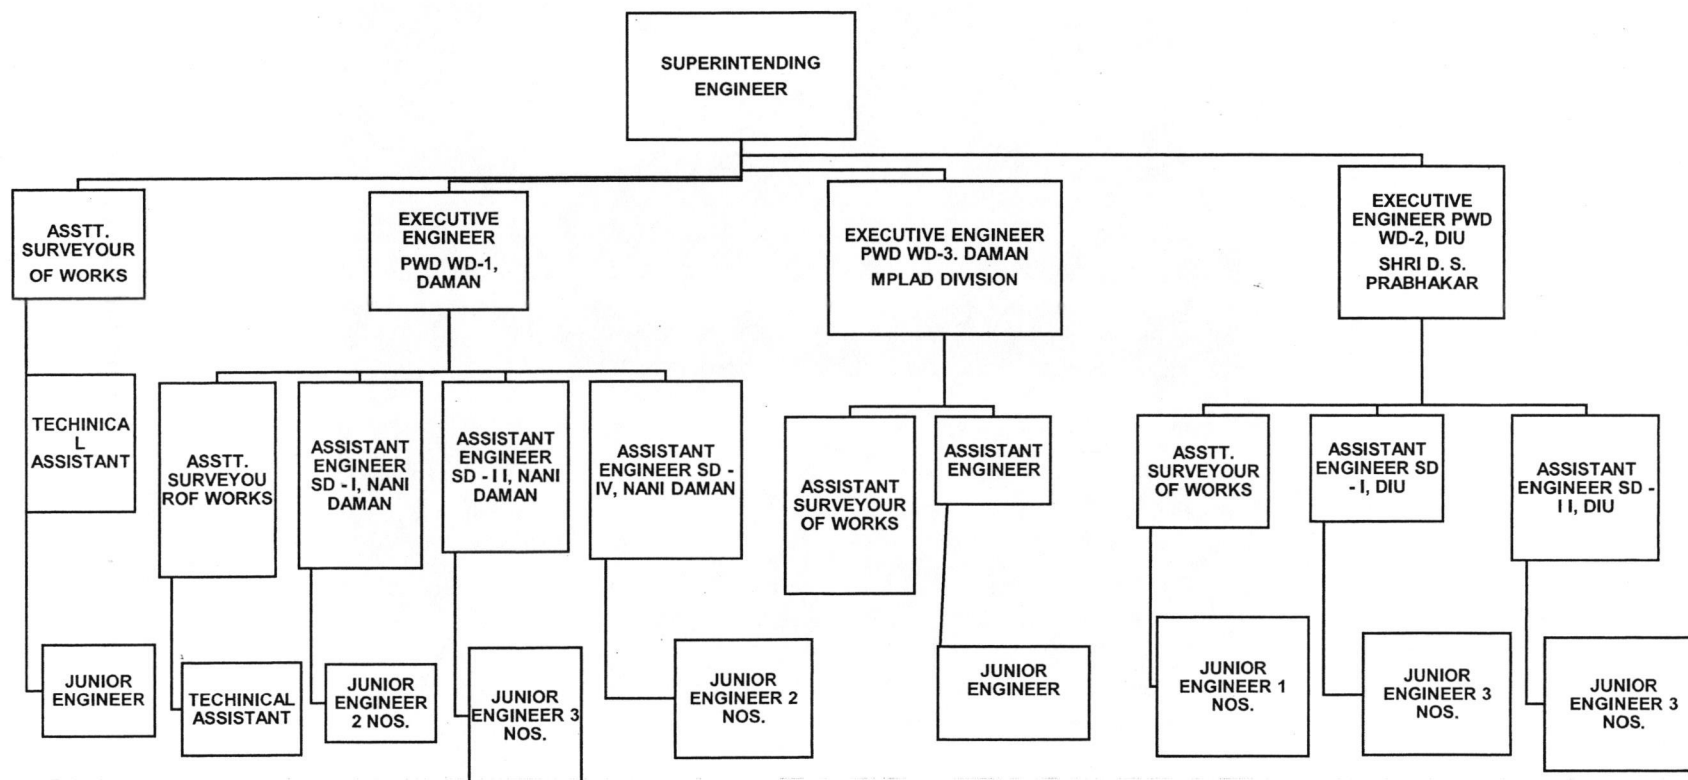 SUPERINTENDING
ENGINEER
ASSTT.
SURVEYOUR
OF WORKS
EXECUTIVE
ENGINEER
PWD WD-1,
DAMAN
EXECUTIVE ENGINEER
PWD WD-3. DAMAN
MPLAD DIVISION
EXECUTIVE
ENGINEER PWD
WD-2, DIU
SHRI D. S.
PRABHAKAR
TECHINICA
L
ASSISTANT
ASSTT.
SURVEYOU
ROF WORKS
ASSISTANT
ENGINEER
SD - I, NANI
DAMAN
ASSISTANT
ENGINEER
SD - I I, NANI
DAMAN
ASSISTANT
ENGINEER SD -
IV, NANI DAMAN
ASSISTANT
SURVEYOUR
OF WORKS
ASSISTANT
ENGINEER
ASSTT.
SURVEYOUR
OF WORKS
ASSISTANT
ENGINEER SD
- I, DIU
ASSISTANT
ENGINEER SD -
I I, DIU
JUNIOR
ENGINEER
TECHINICAL
ASSISTANT
JUNIOR
ENGINEER
2 NOS.
JUNIOR
ENGINEER 3
NOS.
JUNIOR
ENGINEER 2
NOS.
JUNIOR
ENGINEER
JUNIOR
ENGINEER 1
NOS.
JUNIOR
ENGINEER 3
NOS.
JUNIOR
ENGINEER 3
NOS.